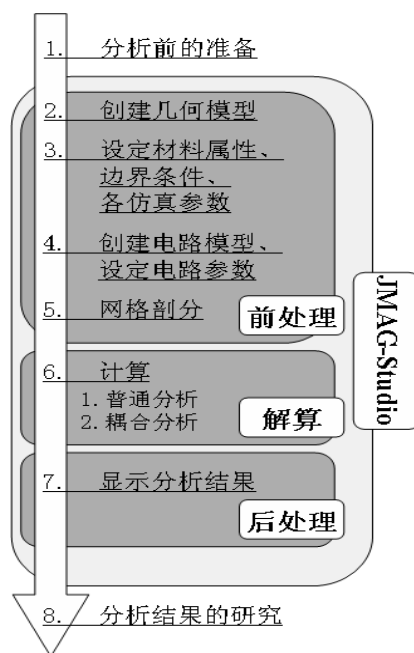 1. 分析前的准备
2. 创建几何模型
3. 设定材料属性、
边界条件、
各仿真参数
4. 创建电路模型、
设定电路参数
5. 网格剖分
前处理
6. 计算
1. 普通分析
2. 耦合分析
解算
7. 显示分析结果
后处理
8. 分析结果的研究
JMAG-Studio